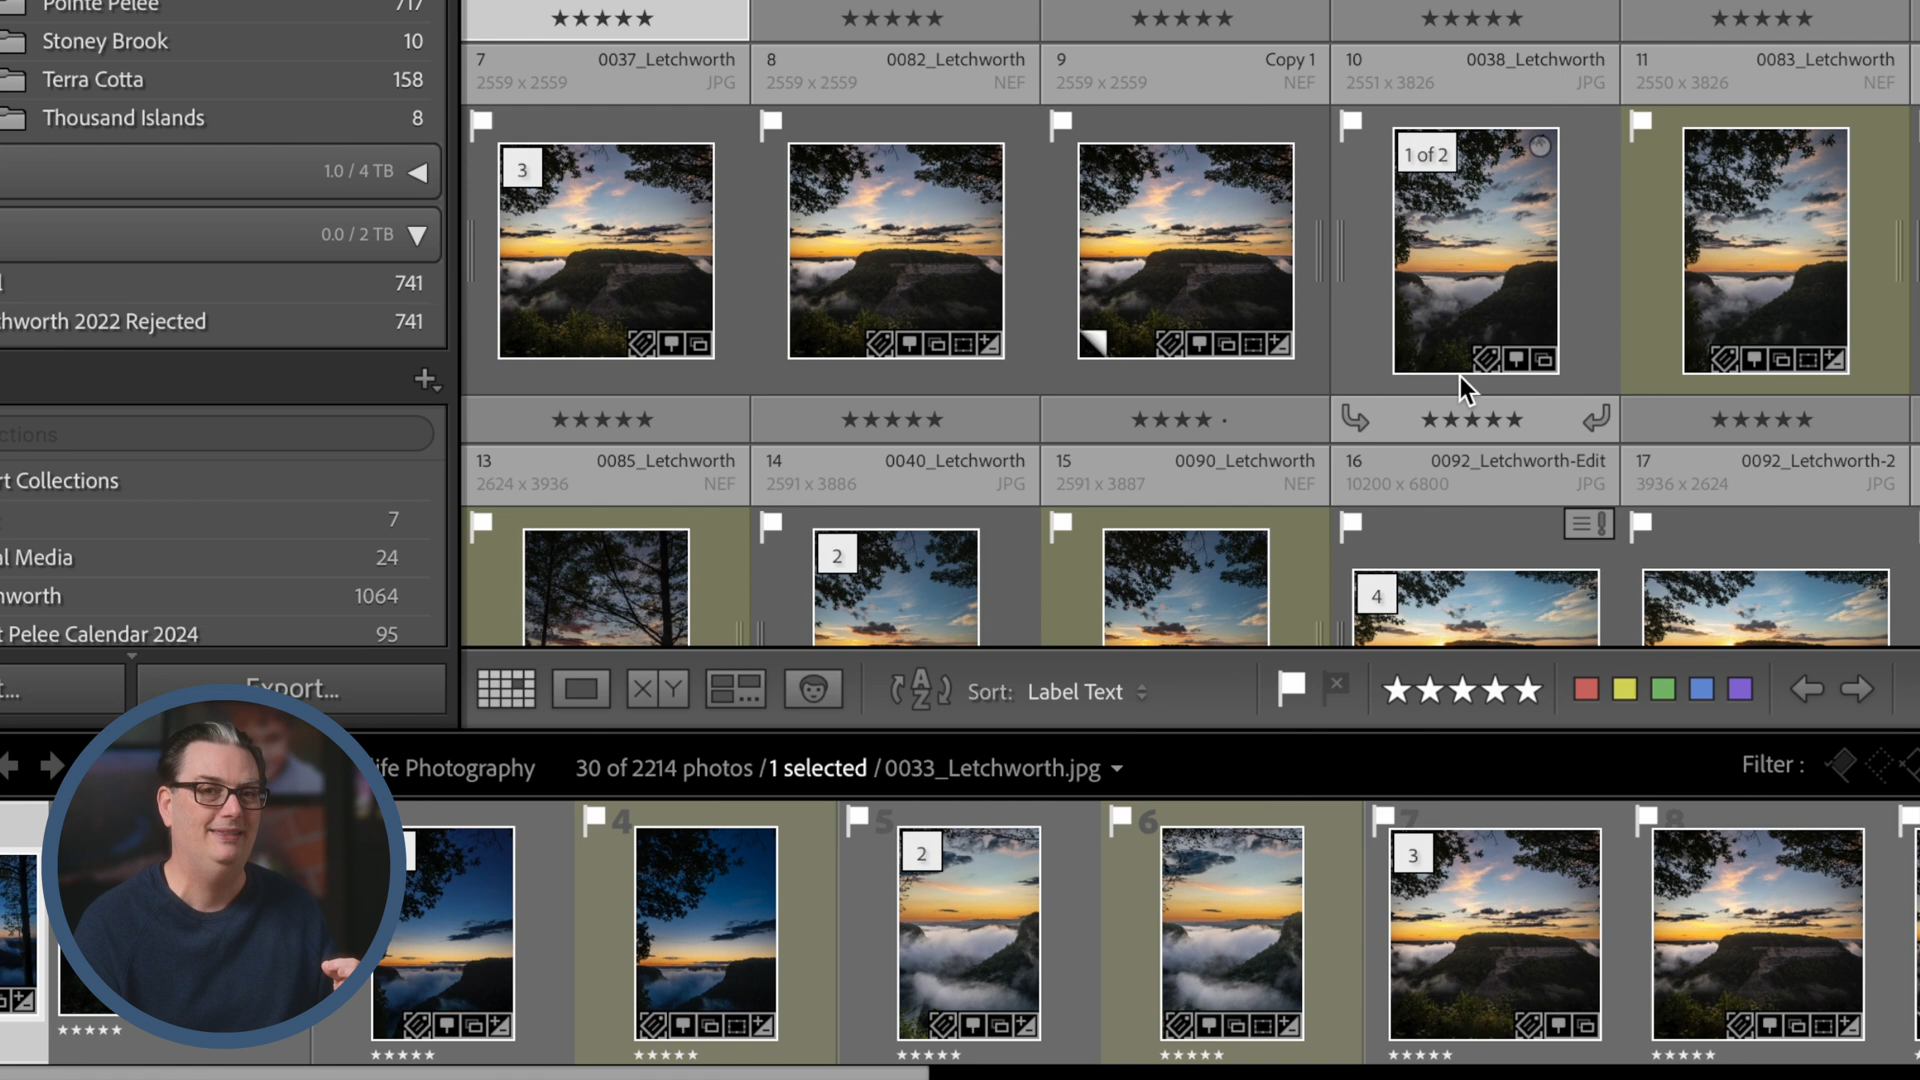 Pointe Pelee 717
Stoney Brook 10
Terra Cotta 158
Thousand Islands 8
1.0 / 4 TB
0.0 / 2 TB
741
hworth 2022 Rejected 741
ctions
rt Collections
7
al Media 24
worth 1064
t Pelee Calendar 2024 95
t...
Export...
7 0037_Letchworth
2559 x 2559 JPG
8 0082_Letchworth
2559 x 2559 NEF
9 Copy 1
2559 x 2559 NEF
10 0038_Letchworth
2551 x 3826 JPG
11 0083_Letchworth
2550 x 3826 NEF
3
1 of 2
13 0085_Letchworth
2624 x 3936 NEF
14 0040_Letchworth
2591 x 3886 JPG
15 0090_Letchworth
2591 x 3887 NEF
16 0092_Letchworth-Edit
10200 x 6800 JPG
17 0092_Letchworth-2
3936 x 2624 JPG
2
4
X Y
A
Z
Sort: Label Text
ife Photography 30 of 2214 photos / 1 selected / 0033_Letchworth.jpg
Filter :
4
5
2
6
7
3
8